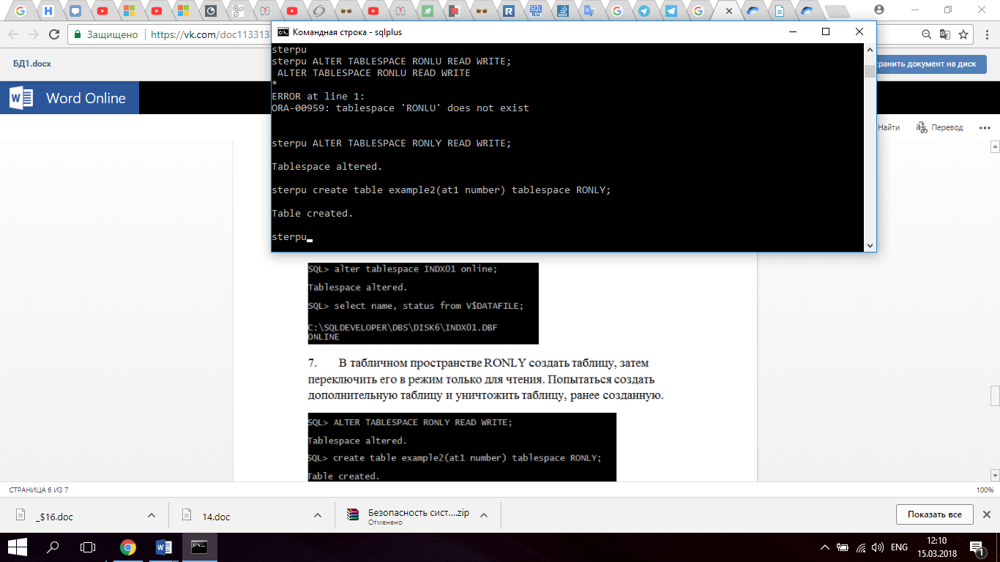 Защищено
https://vk.com/doc113313
Командная строка - sqlplus
БД1.docx
хранить документ на диск
Word Online
Найти
Перевод
sterpu
sterpu ALTER TABLESPACE RONLU READ WRITE;
ALTER TABLESPACE RONLU READ WRITE
*
ERROR at line 1:
ORA-00959: tablespace 'RONLU' does not exist
sterpu ALTER TABLESPACE RONLY READ WRITE;
Tablespace altered.
sterpu create table example2(at1 number) tablespace RONLY;
Table created.
sterpu
SQL> alter tablespace INDX01 online;
Tablespace altered.
SQL> select name, status from V$DATAFILE;
C:\SQLDEVELOPER\DBS\DISK6\INDX01.DBF
ONLINE
7. В табличном пространстве RONLY создать таблицу, затем
переключить его в режим только для чтения. Попытаться создать
дополнительную таблицу и уничтожить таблицу, ранее созданную.
SQL> ALTER TABLESPACE RONLY READ WRITE;
Tablespace altered.
SQL> create table example2(at1 number) tablespace RONLY;
Table created.
СТРАНИЦА 6 ИЗ 7
100%
_$16.doc
14.doc
Безопасность сист....zip
Отменено
Показать все
ENG
12:10
15.03.2018
1